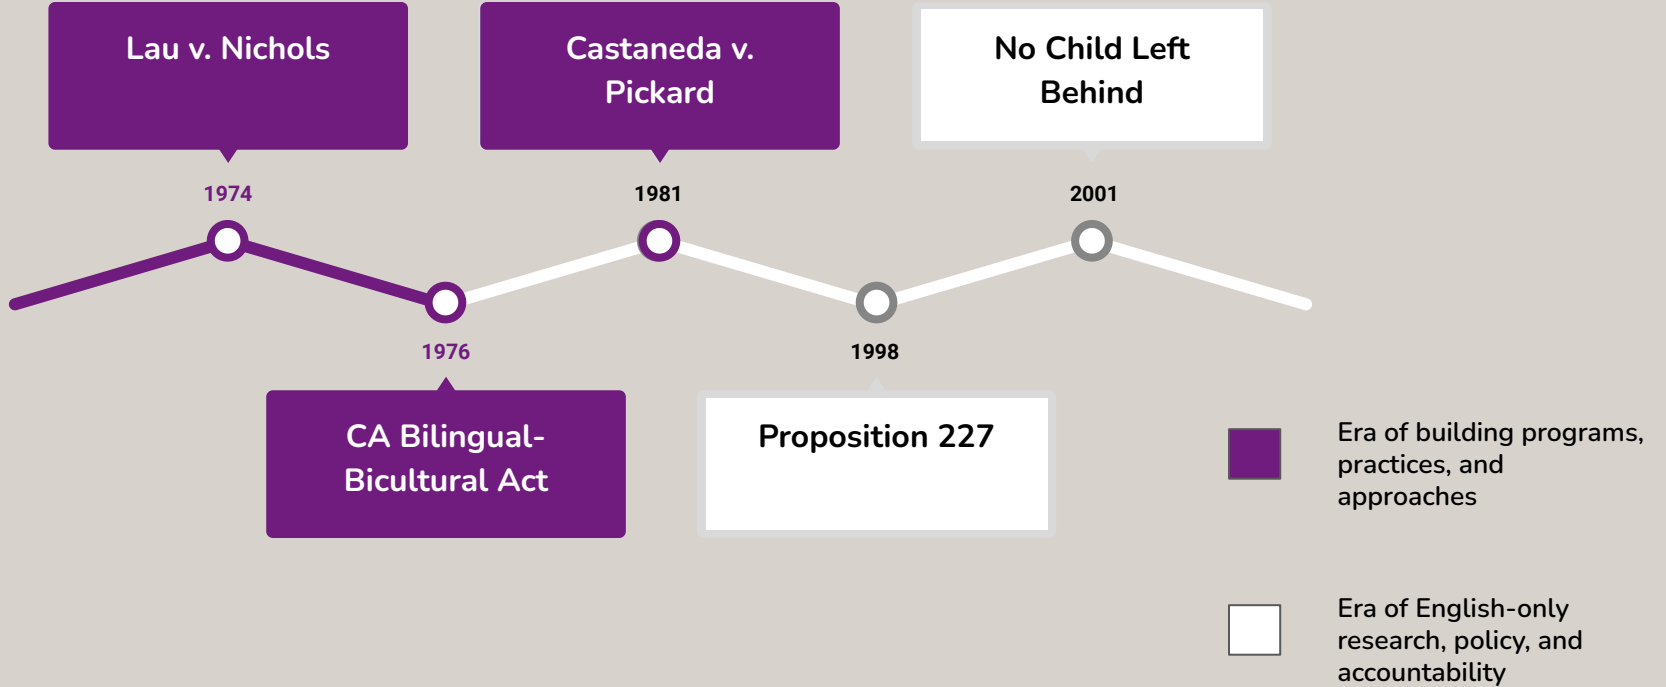 Lau v. Nichols
Castaneda v.
Pickard
No Child Left
Behind
1974
1981
2001
1976
1998
CA Bilingual-
Bicultural Act
Proposition 227
Era of building programs,
practices, and
approaches
Era of English-only
research, policy, and
accountability